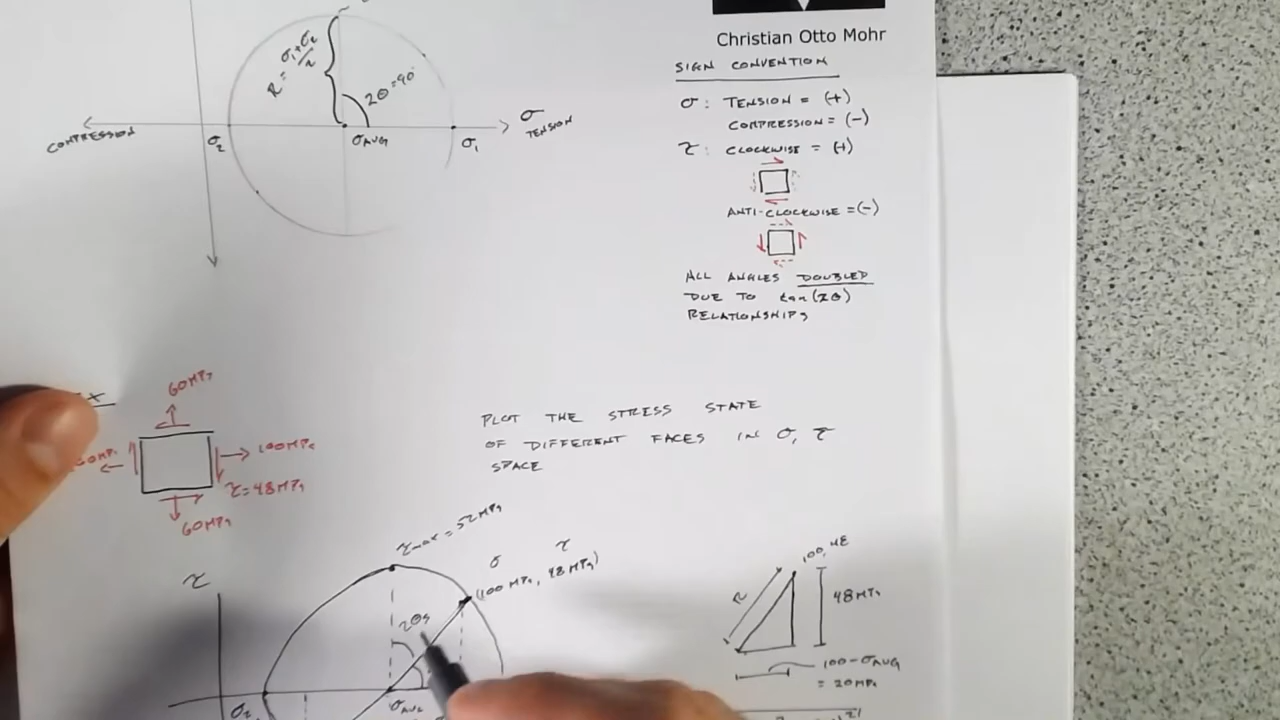 Christian Otto Mohr
SIGN CONVENTION
σ: TENSION = (+)
COMPRESSION = (-)
τ: CLOCKWISE = (+)
ANTI-CLOCKWISE = (-)
ALL ANGLES DOUBLED
DUE TO tan(2θ)
RELATIONSHIPS
R = σ₁+σ₂/2
2θ=90°
COMPRESSION
σ₂
σAVG
σ₁
σ
TENSION
PLOT THE STRESS STATE
OF DIFFERENT FACES IN σ, τ
SPACE
60MPa
100MPa
τ=48MPa
60MPa
τmax = 52MPa
σ τ
(100 MPa, 48 MPa)
τ
2θs
σ₂
σAVG
100, 48
R
48MPa
100-σAVG
= 20MPa